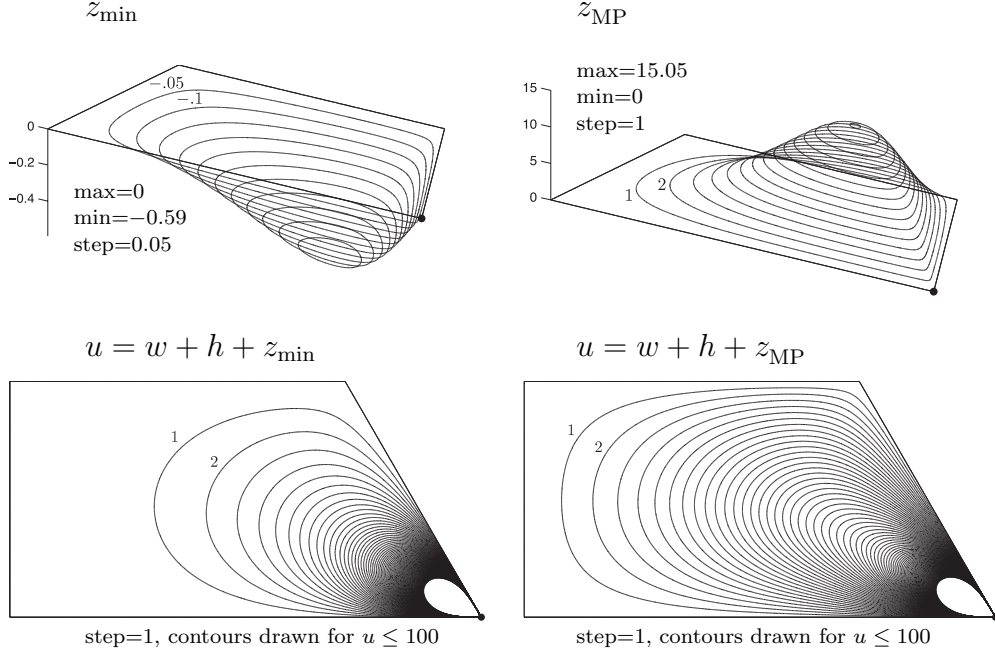 z_min
z_MP
−.05
−.1
0
−0.2
−0.4
max=0
min=−0.59
step=0.05
max=15.05
min=0
step=1
15
10
5
0
1
2
u = w + h + z_min
u = w + h + z_MP
1
2
1
2
step=1, contours drawn for u ≤ 100
step=1, contours drawn for u ≤ 100